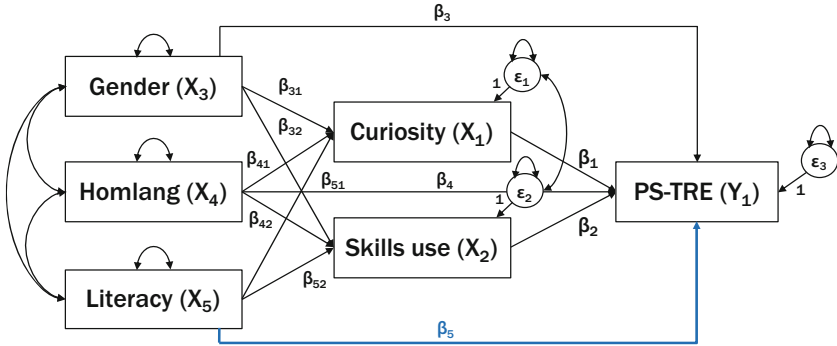 β₃
Gender (X₃)
β₃₁
β₃₂
1
ε₁
Curiosity (X₁)
β₄₁
β₁
Homlang (X₄)
β₅₁
β₄
ε₂
PS-TRE (Y₁)
ε₃
1
1
β₄₂
β₂
Skills use (X₂)
β₅₂
Literacy (X₅)
β₅